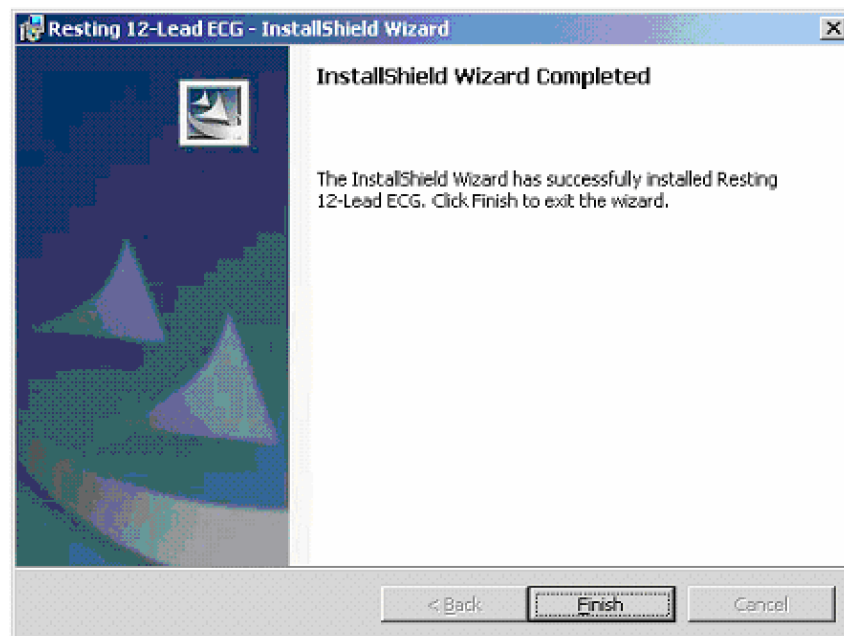 Resting 12-Lead ECG - InstallShield Wizard
InstallShield Wizard Completed
The InstallShield Wizard has successfully installed Resting
12-Lead ECG. Click Finish to exit the wizard.
< Back
Finish
Cancel